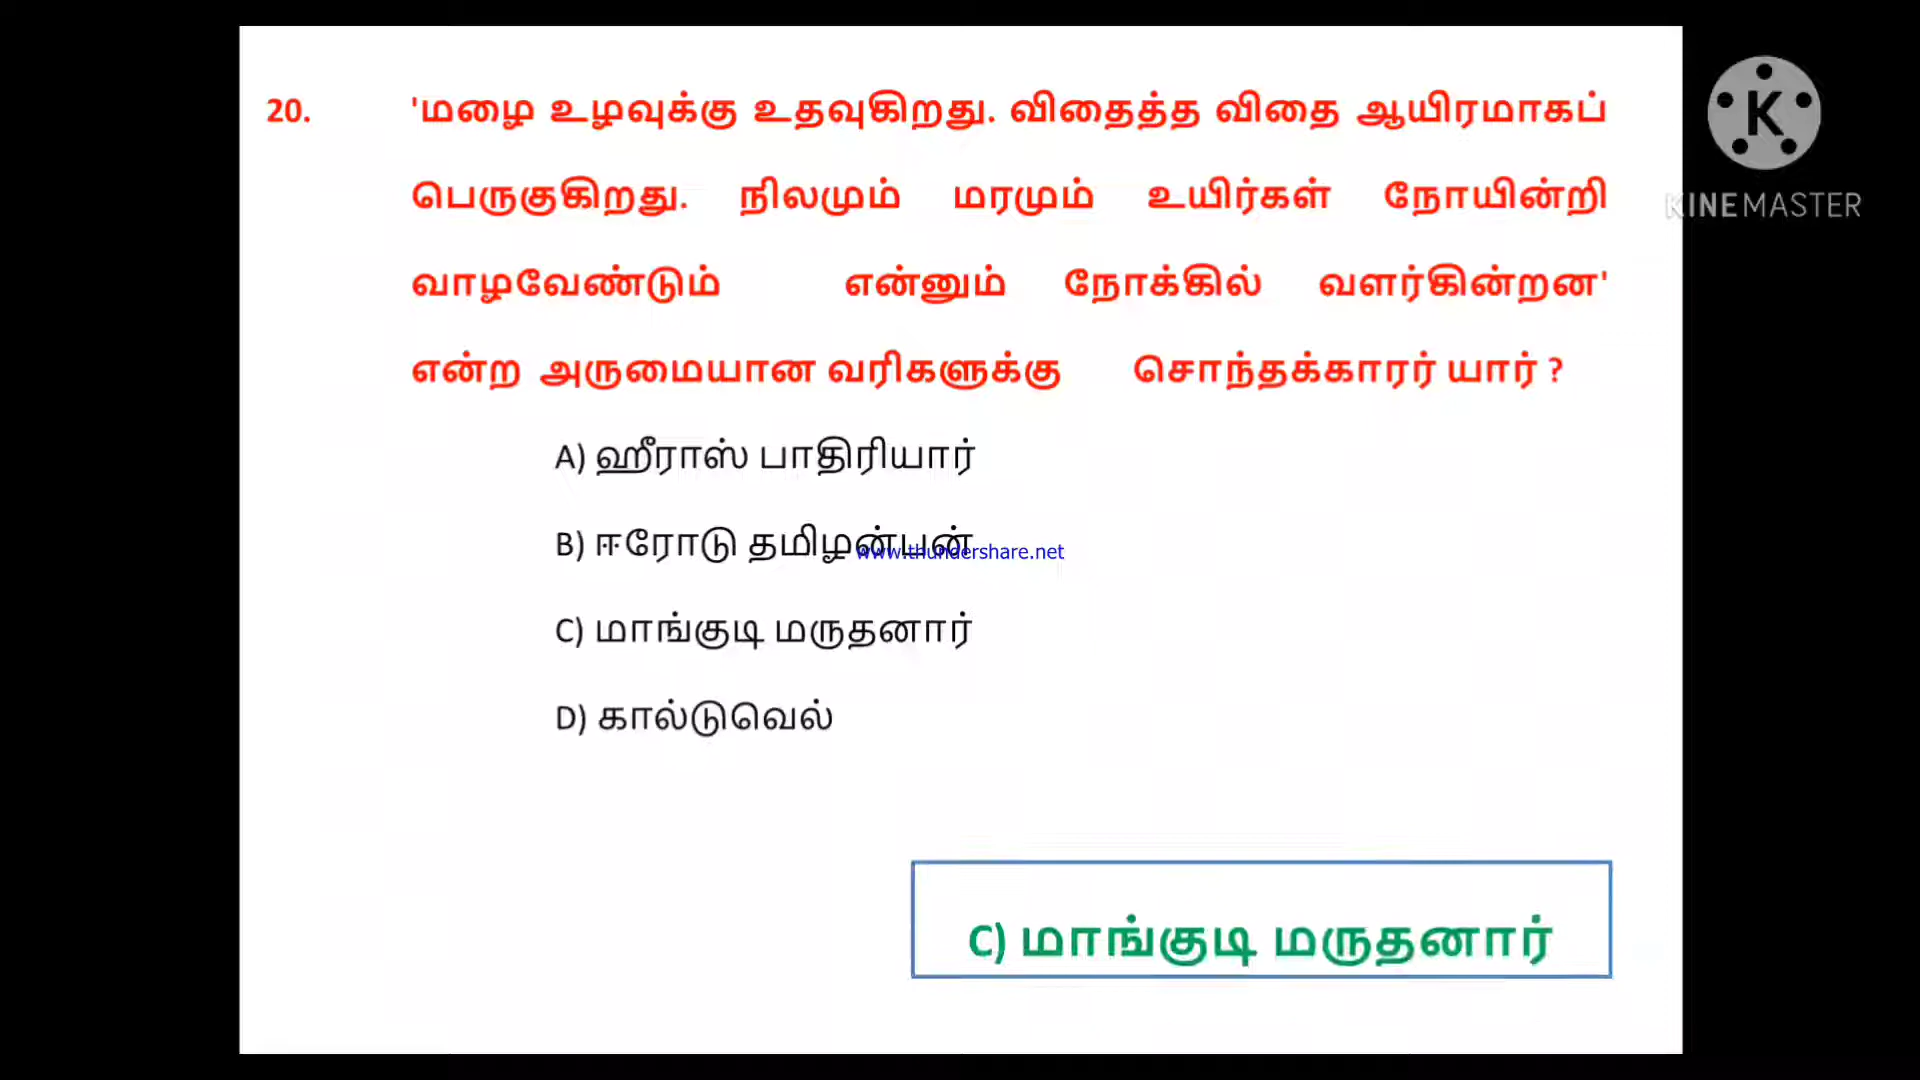 20. 'மழை உழவுக்கு உதவுகிறது. விதைத்த விதை ஆயிரமாகப்
பெருகுகிறது. நிலமும் மரமும் உயிர்கள் நோயின்றி
வாழவேண்டும் என்னும் நோக்கில் வளர்கின்றன'
என்ற அருமையான வரிகளுக்கு சொந்தக்காரர் யார் ?
A) ஹீராஸ் பாதிரியார்
B) ஈரோடு தமிழன்பன்
www.thundershare.net
C) மாங்குடி மருதனார்
D) கால்டுவெல்
C) மாங்குடி மருதனார்
K
KINEMASTER